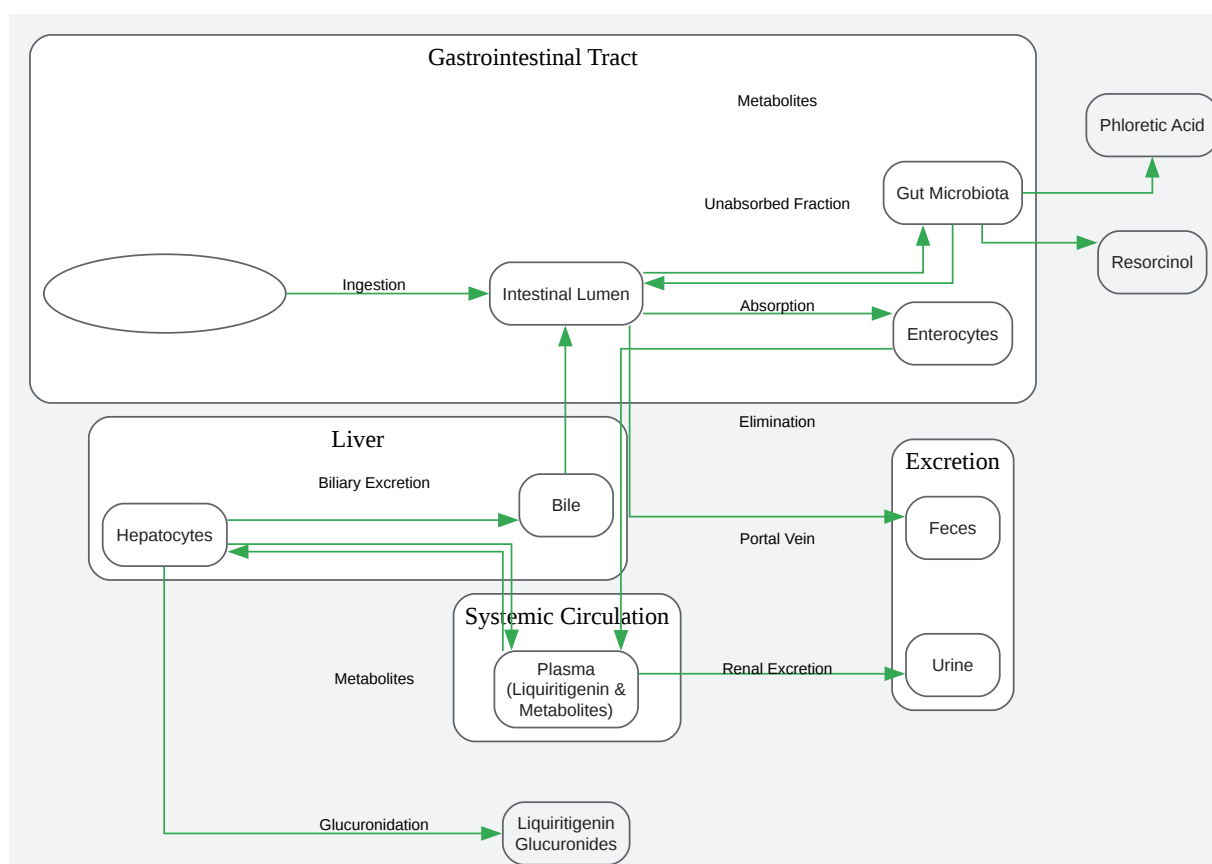 Gastrointestinal Tract
Metabolites
Phloretic Acid
Gut Microbiota
Unabsorbed Fraction
Resorcinol
Ingestion
Intestinal Lumen
Absorption
Enterocytes
Elimination
Liver
Excretion
Biliary Excretion
Bile
Hepatocytes
Feces
Portal Vein
Systemic Circulation
Plasma
(Liquiritigenin &
Metabolites)
Renal Excretion
Urine
Metabolites
Glucuronidation
Liquiritigenin
Glucuronides